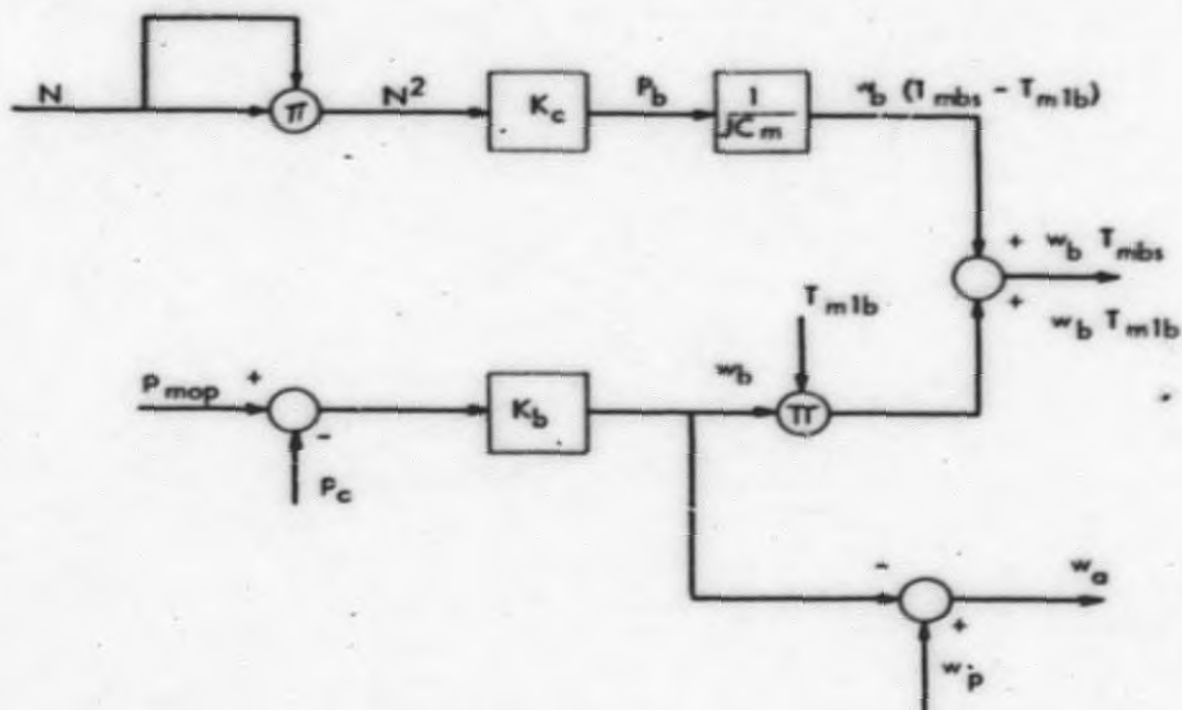 N
π
N²
K_c
P_b
1
JC_m
w_b (T_mbs - T_m1b)
+
w_b T_mbs
+
w_b T_m1b
T_m1b
P_mop
+
-
P_c
K_b
w_b
π
-
w_a
+
w_p